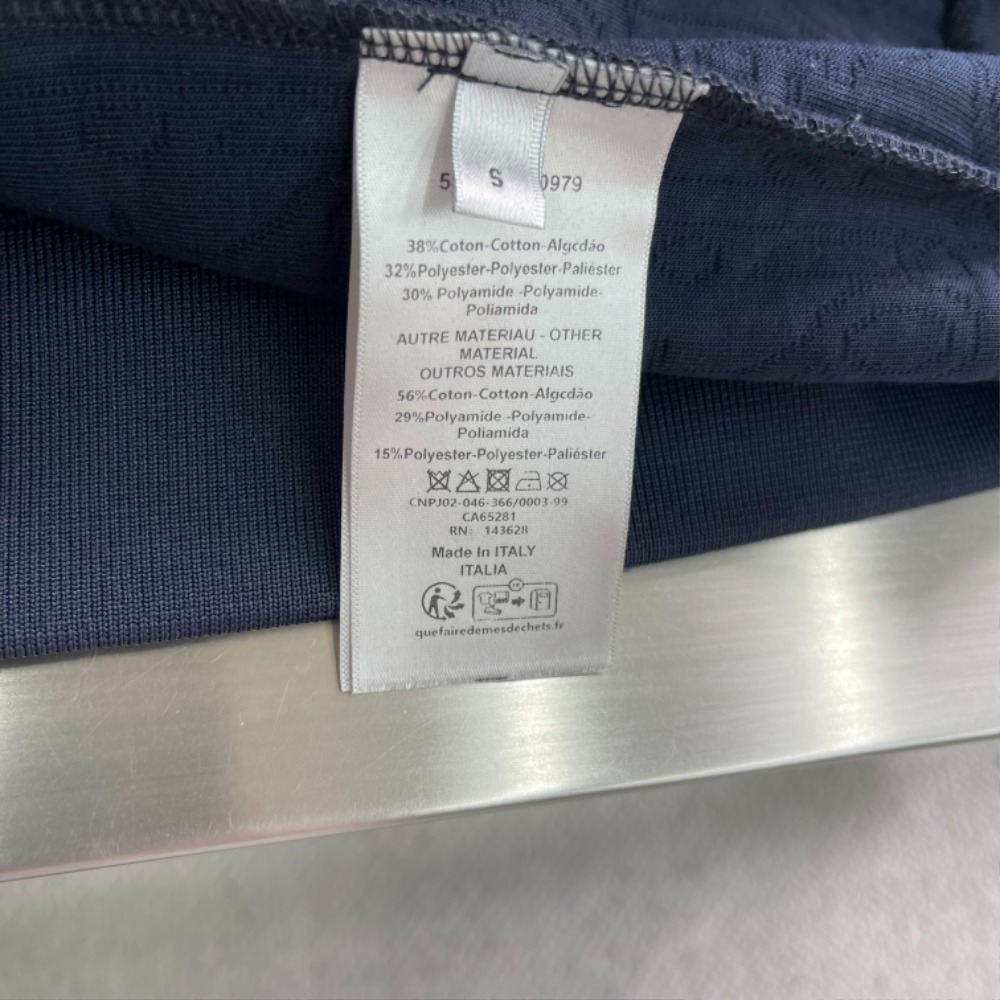 S
5 0979
38%Coton-Cotton-Algcdão
32%Polyester-Polyester-Paliéster
30% Polyamide -Polyamide-
Poliamida
AUTRE MATERIAU - OTHER
MATERIAL
OUTROS MATERIAIS
56%Coton-Cotton-Algcdão
29%Polyamide -Polyamide-
Poliamida
15%Polyester-Polyester-Paliéster
CNPJ02-046-366/0003-99
CA65281
RN: 143628
Made In ITALY
ITALIA
quefairedemesdechets.fr